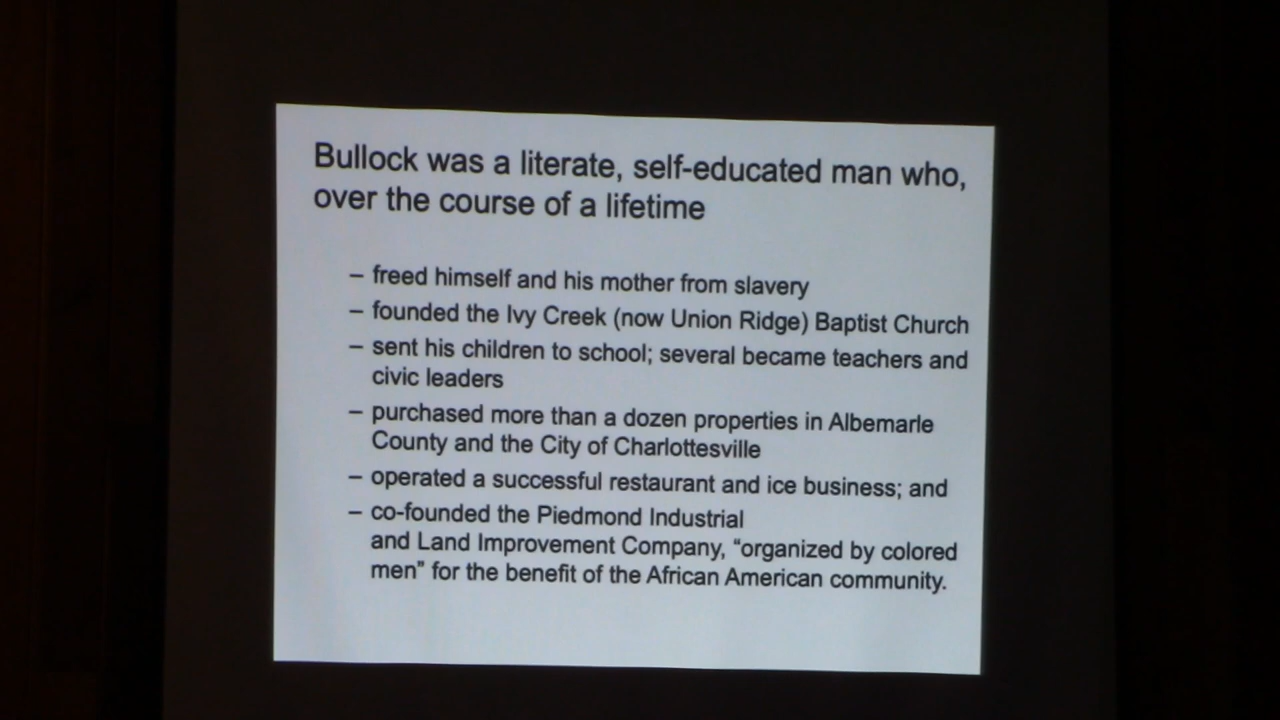 Bullock was a literate, self-educated man who,
over the course of a lifetime
– freed himself and his mother from slavery
– founded the Ivy Creek (now Union Ridge) Baptist Church
– sent his children to school; several became teachers and
civic leaders
– purchased more than a dozen properties in Albemarle
County and the City of Charlottesville
– operated a successful restaurant and ice business; and
– co-founded the Piedmond Industrial
and Land Improvement Company, “organized by colored
men” for the benefit of the African American community.